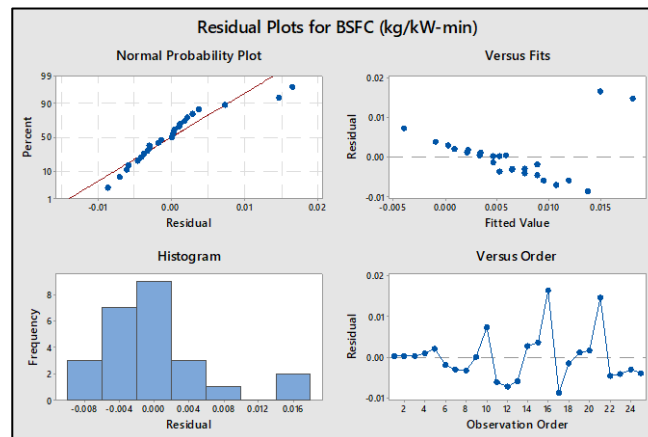 Residual Plots for BSFC (kg/kW-min)
Normal Probability Plot
99
90
50
10
1
Percent
-0.01 0.00 0.01 0.02
Residual
Versus Fits
0.02
0.01
0.00
-0.01
Residual
-0.005 0.000 0.005 0.010 0.015
Fitted Value
Histogram
8
6
4
2
0
Frequency
-0.008 -0.004 0.000 0.004 0.008 0.016
Residual
Versus Order
0.02
0.01
0.00
-0.01
Residual
2 4 6 8 10 12 14 16 18 20 22 24
Observation Order